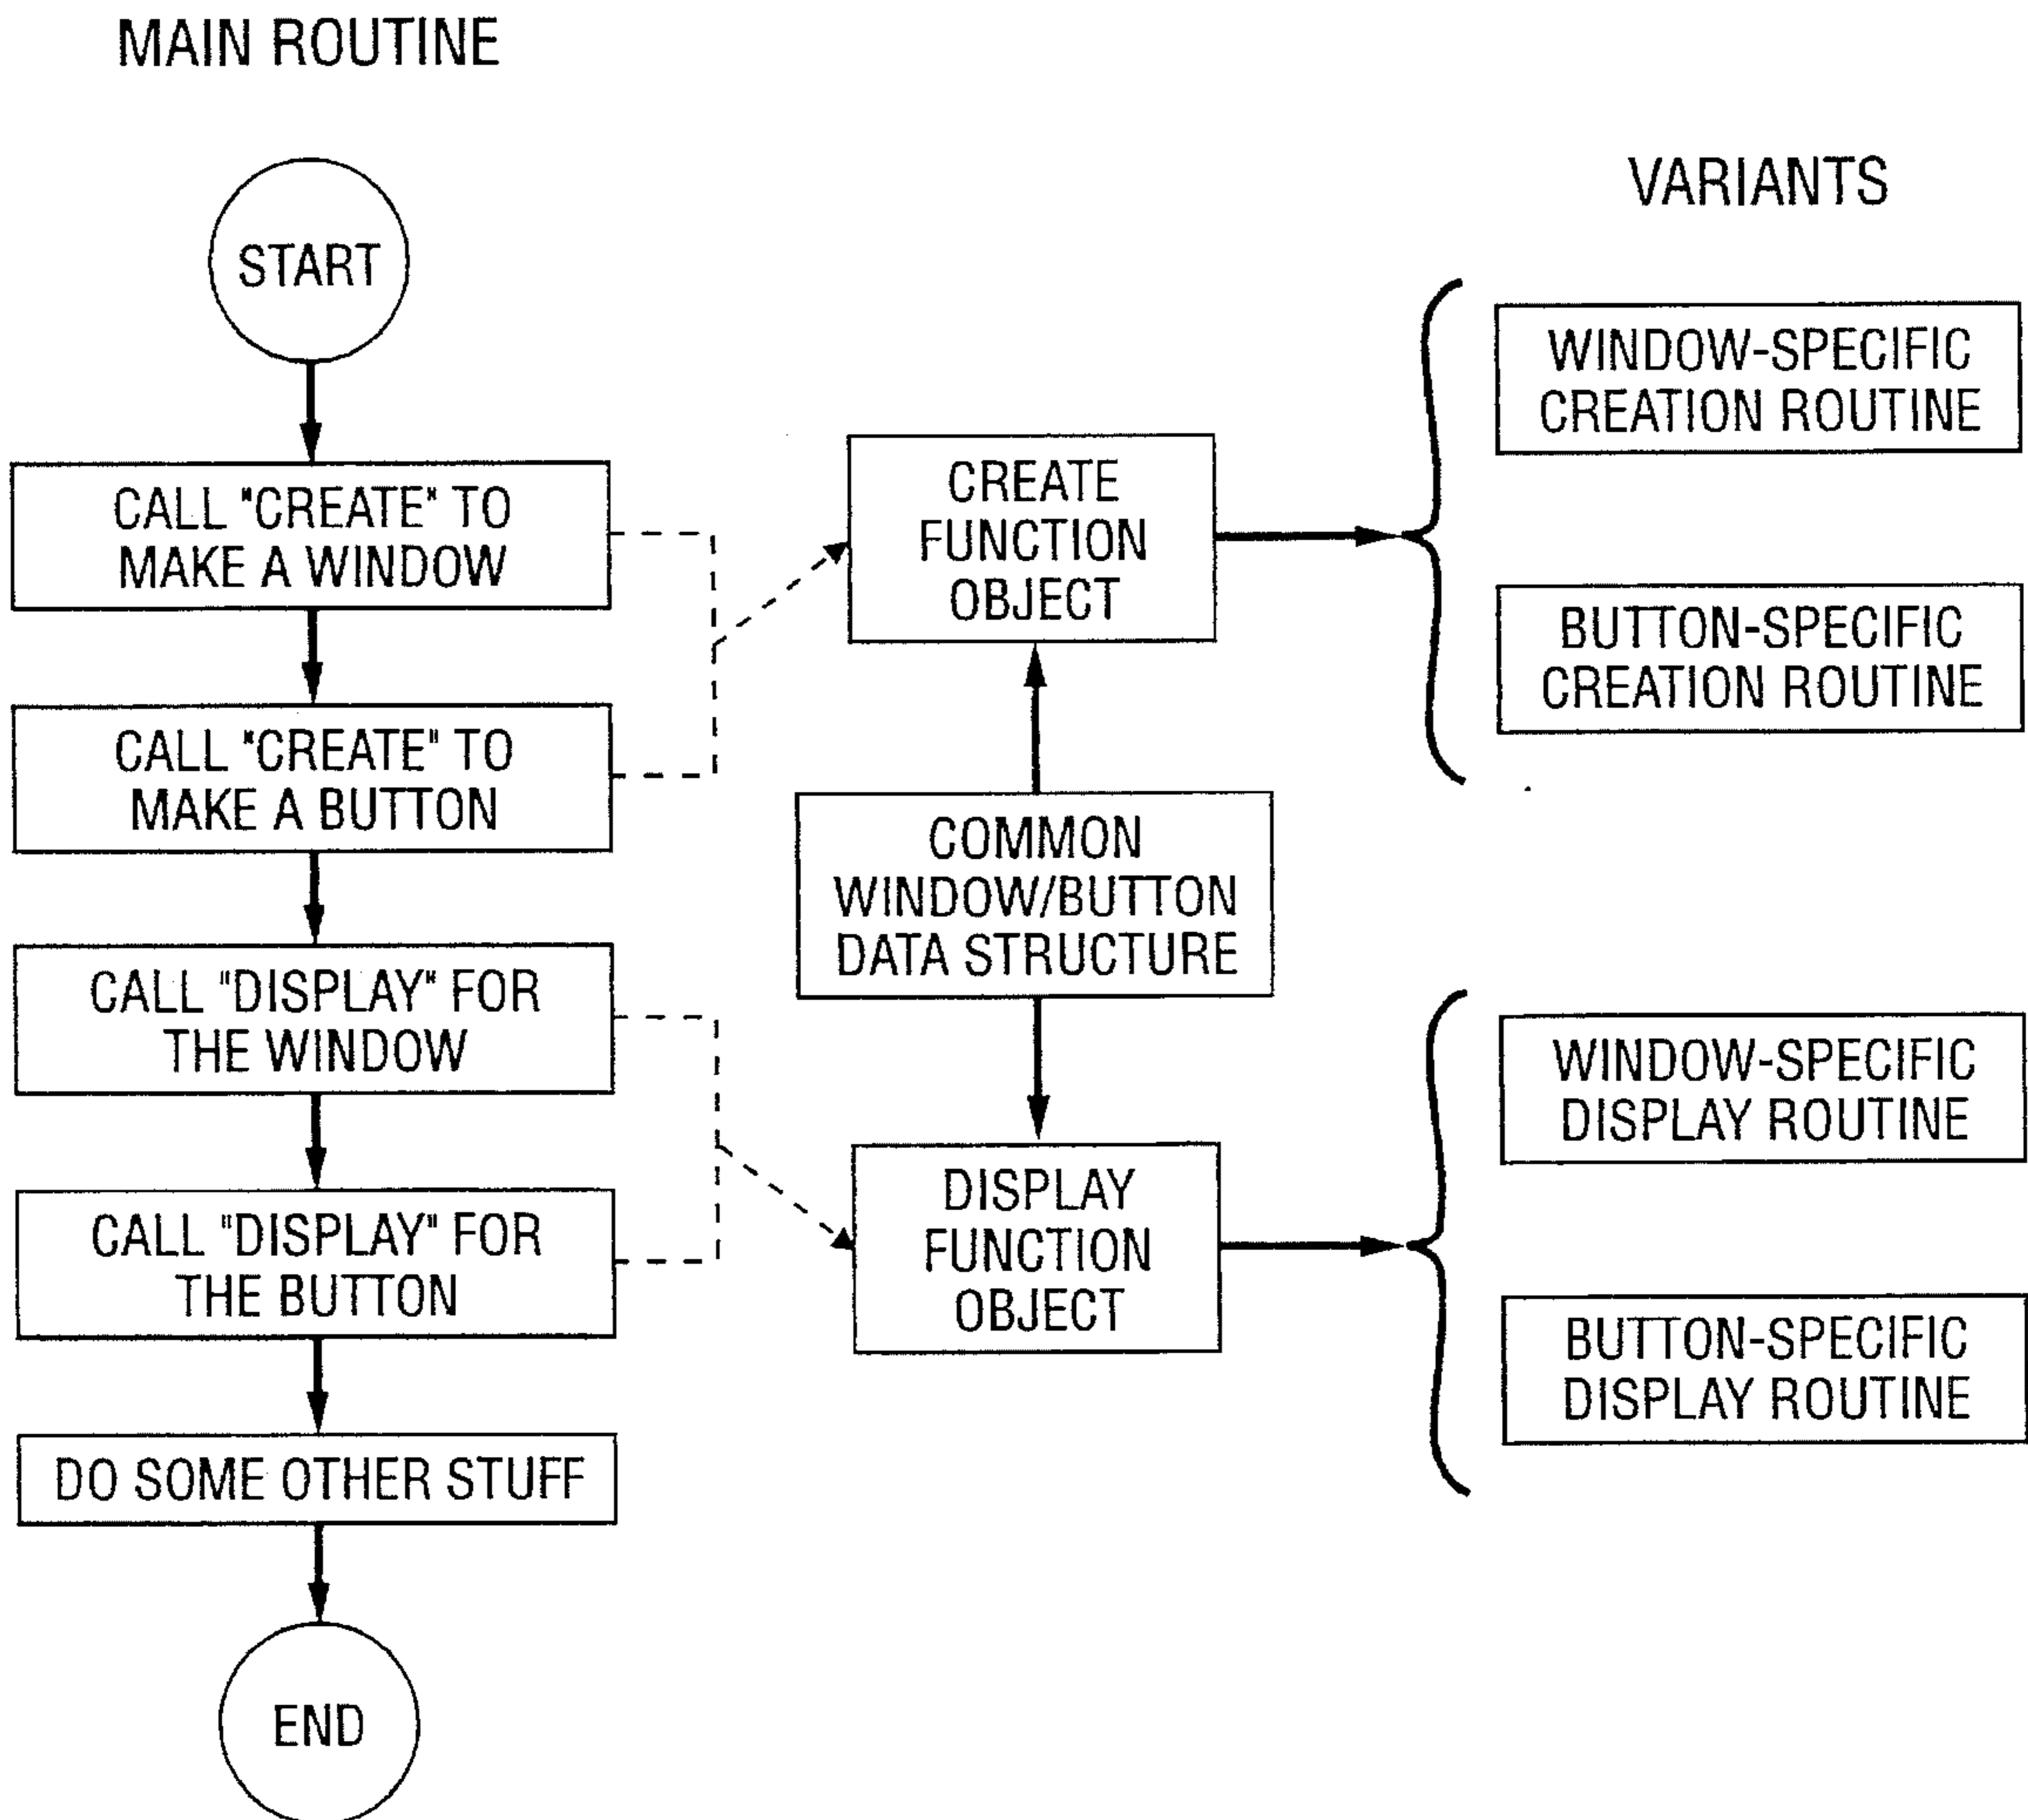 MAIN ROUTINE
START
CALL "CREATE" TO
MAKE A WINDOW
CALL "CREATE" TO
MAKE A BUTTON
CALL "DISPLAY" FOR
THE WINDOW
CALL "DISPLAY" FOR
THE BUTTON
DO SOME OTHER STUFF
END
CREATE
FUNCTION
OBJECT
COMMON
WINDOW/BUTTON
DATA STRUCTURE
DISPLAY
FUNCTION
OBJECT
VARIANTS
WINDOW-SPECIFIC
CREATION ROUTINE
BUTTON-SPECIFIC
CREATION ROUTINE
WINDOW-SPECIFIC
DISPLAY ROUTINE
BUTTON-SPECIFIC
DISPLAY ROUTINE